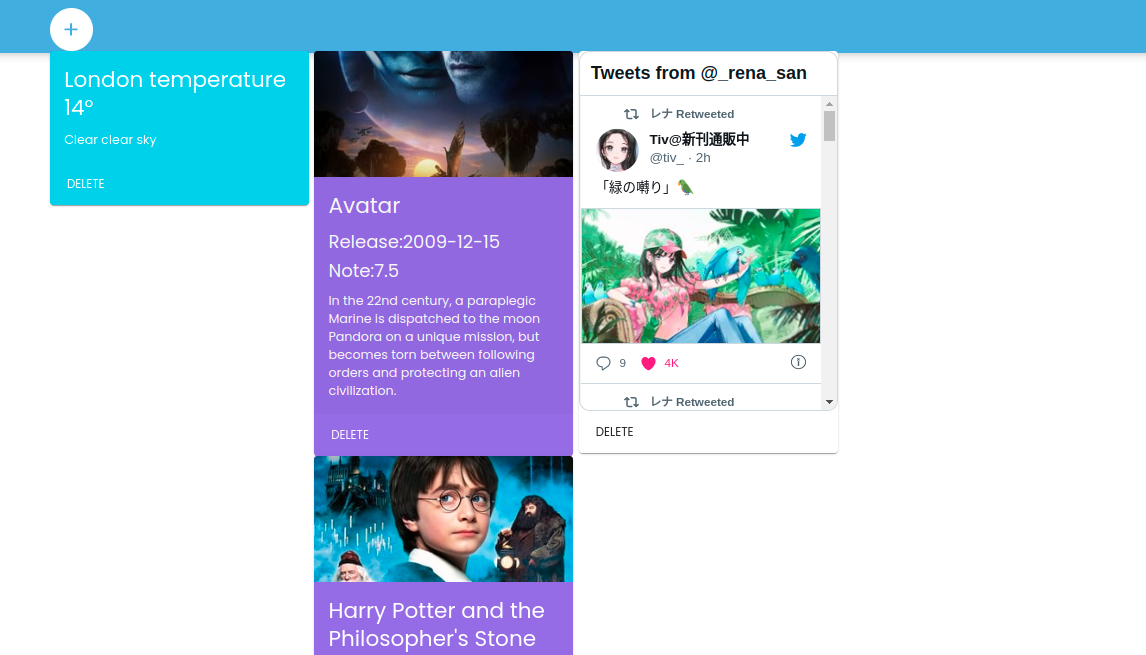 London temperature
14°
Clear clear sky
DELETE
Avatar
Release:2009-12-15
Note:7.5
In the 22nd century, a paraplegic
Marine is dispatched to the moon
Pandora on a unique mission, but
becomes torn between following
orders and protecting an alien
civilization.
DELETE
Harry Potter and the
Philosopher's Stone
Tweets from @_rena_san
レナ Retweeted
Tiv@新刊通販中
@tiv_ · 2h
「緑の囀り」🦜
9 4K
レナ Retweeted
DELETE